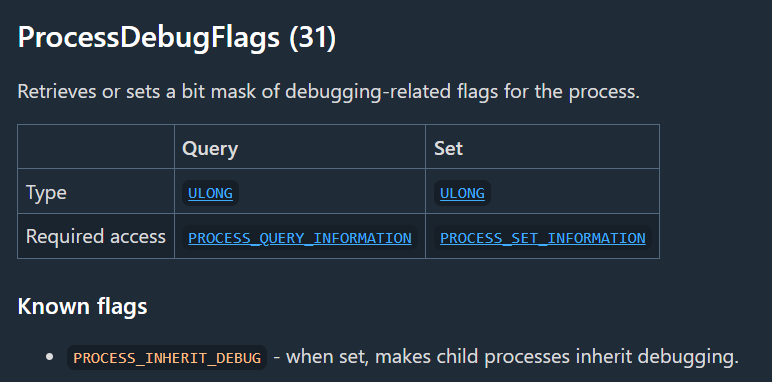 ProcessDebugFlags (31)
Retrieves or sets a bit mask of debugging-related flags for the process.
Query Set
Type ULONG ULONG
Required access PROCESS_QUERY_INFORMATION PROCESS_SET_INFORMATION
Known flags
• PROCESS_INHERIT_DEBUG - when set, makes child processes inherit debugging.